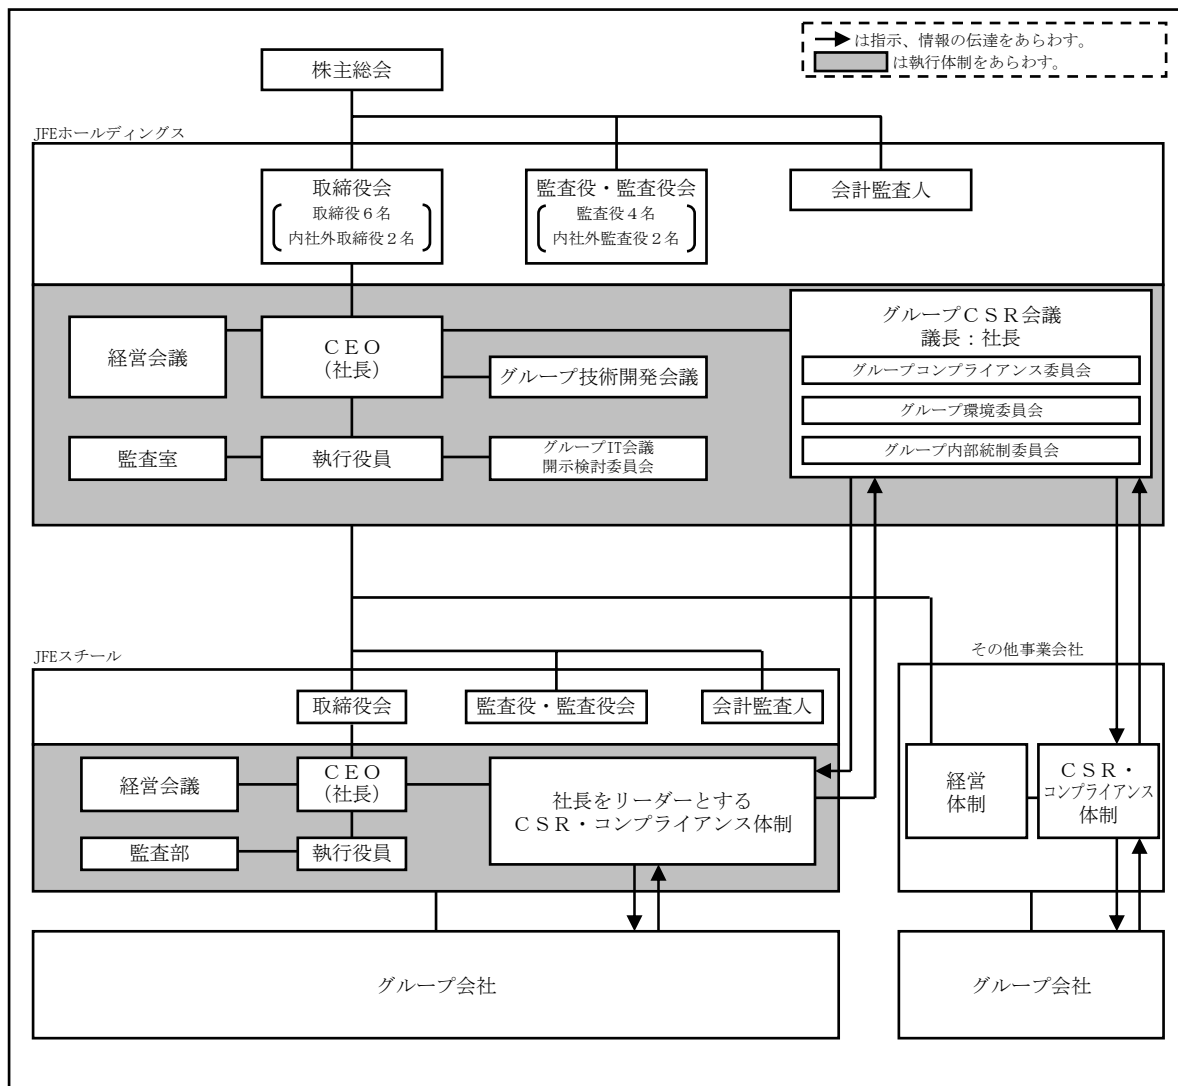 は指示、情報の伝達をあらわす。
は執行体制をあらわす。
株主総会
JFEホールディングス
取締役会
取締役６名
内社外取締役２名
監査役・監査役会
監査役４名
内社外監査役２名
会計監査人
経営会議
ＣＥＯ
（社長）
グループ技術開発会議
監査室
執行役員
グループIT会議
開示検討委員会
グループＣＳＲ会議
議長：社長
グループコンプライアンス委員会
グループ環境委員会
グループ内部統制委員会
JFEスチール
取締役会
監査役・監査役会
会計監査人
経営会議
ＣＥＯ
（社長）
監査部
執行役員
社長をリーダーとする
ＣＳＲ・コンプライアンス体制
その他事業会社
経営
体制
ＣＳＲ・
コンプライアンス
体制
グループ会社
グループ会社